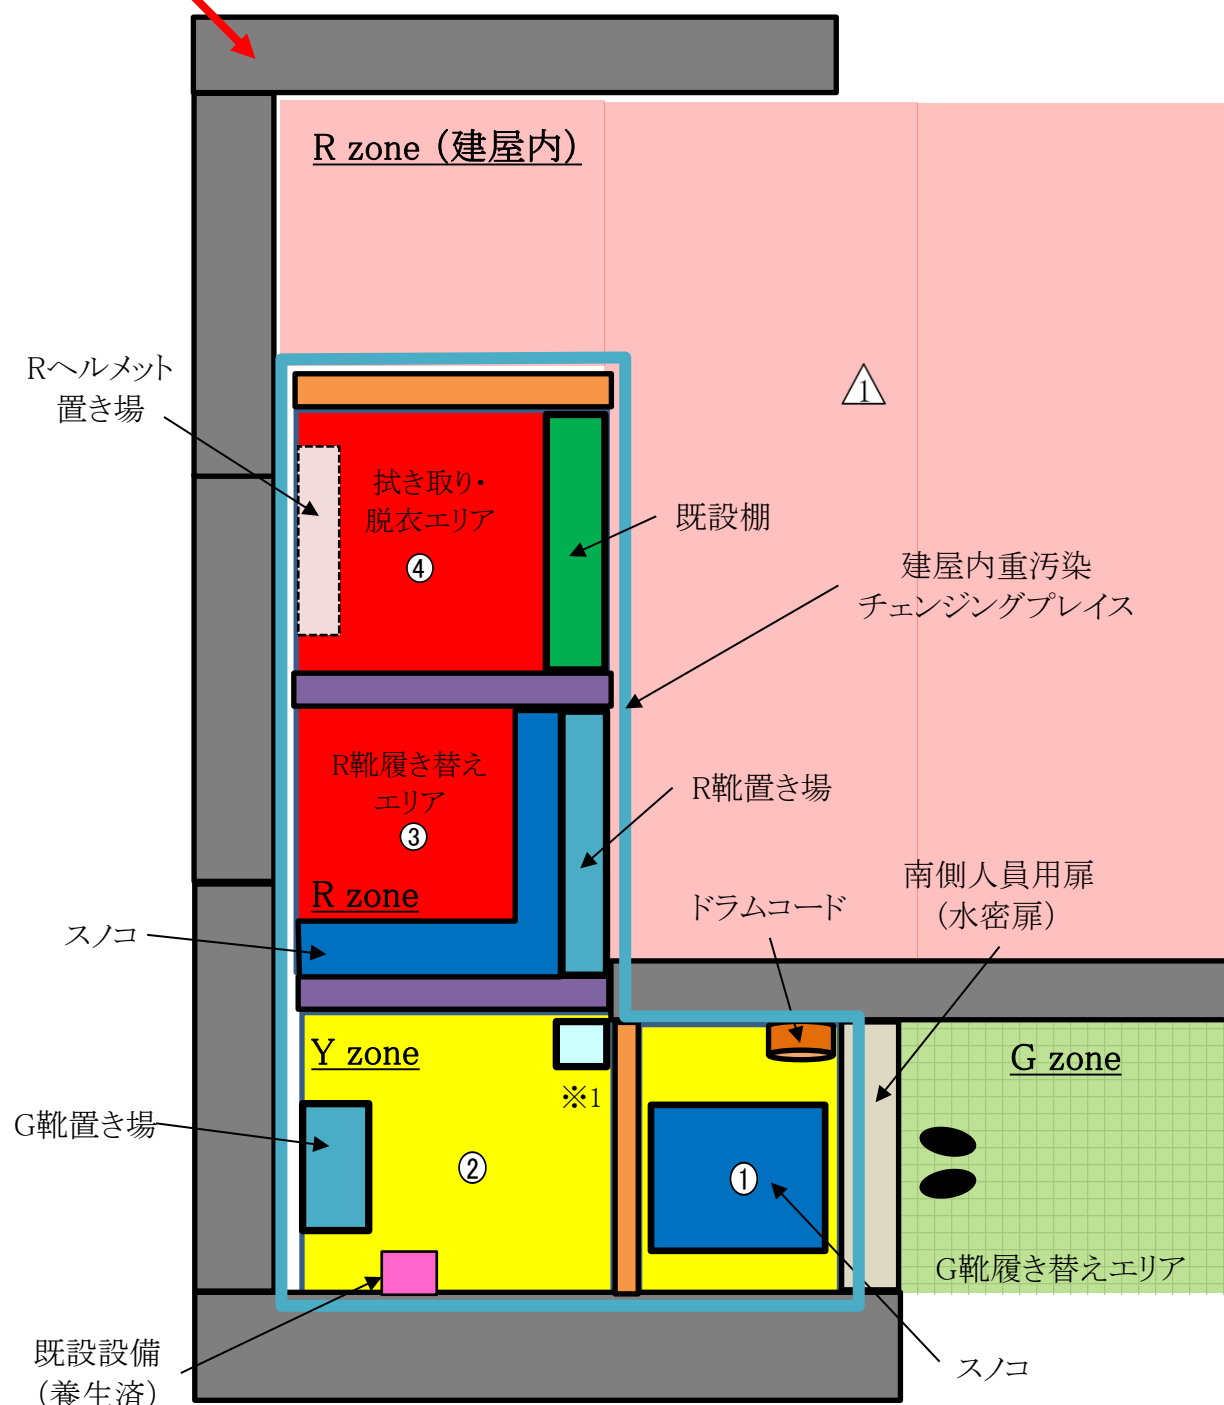 R zone（建屋内）
1
Rヘルメット
置き場
拭き取り・
脱衣エリア
④
既設棚
建屋内重汚染
チェンジングプレイス
R靴履き替え
エリア
③
R zone
R靴置き場
スノコ
ドラムコード
南側人員用扉
（水密扉）
Y zone
※1
G zone
G靴置き場
②
①
G靴履き替えエリア
既設設備
（養生済）
スノコ